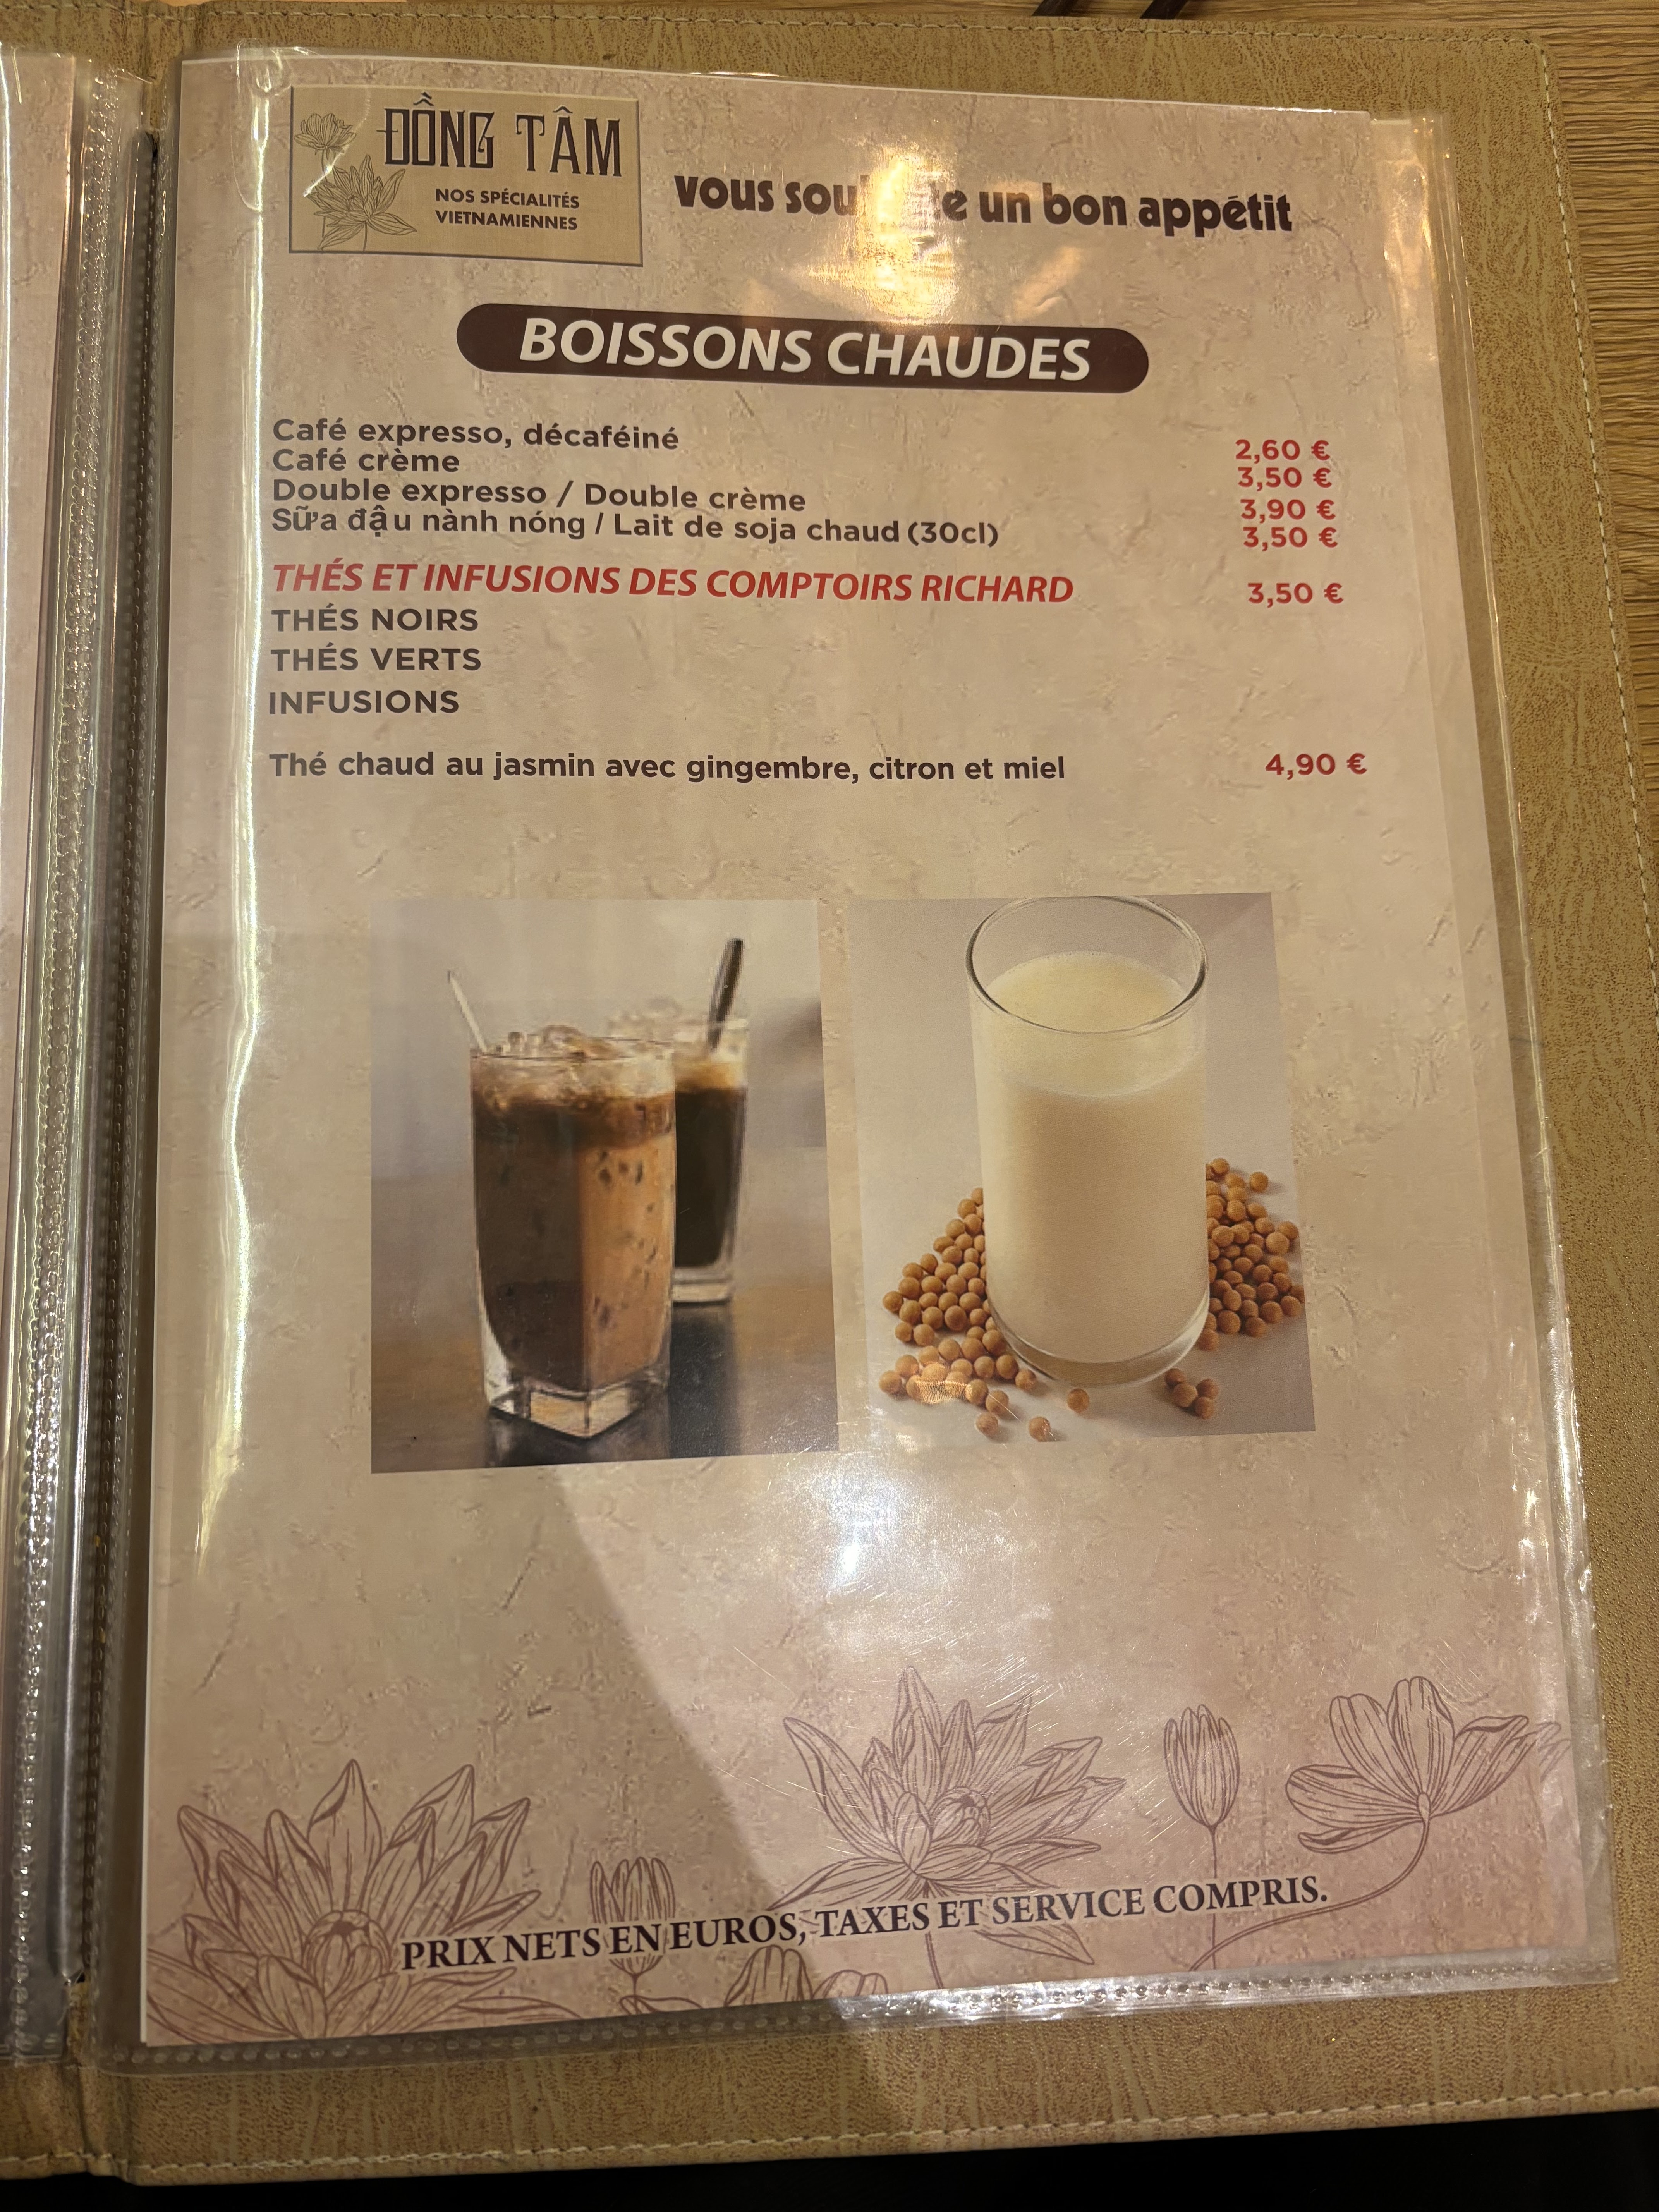 ĐỒNG TÂM
NOS SPÉCIALITÉS
VIETNAMIENNES
vous un bon appétit
BOISSONS CHAUDES
Café expresso, décaféiné 2,60 €
Café crème 3,50 €
Double expresso / Double crème 3,90 €
Sữa đậu nành nóng / Lait de soja chaud (30cl) 3,50 €
THÉS ET INFUSIONS DES COMPTOIRS RICHARD 3,50 €
THÉS NOIRS
THÉS VERTS
INFUSIONS
Thé chaud au jasmin avec gingembre, citron et miel 4,90 €
PRIX NETS EN EUROS, TAXES ET SERVICE COMPRIS.